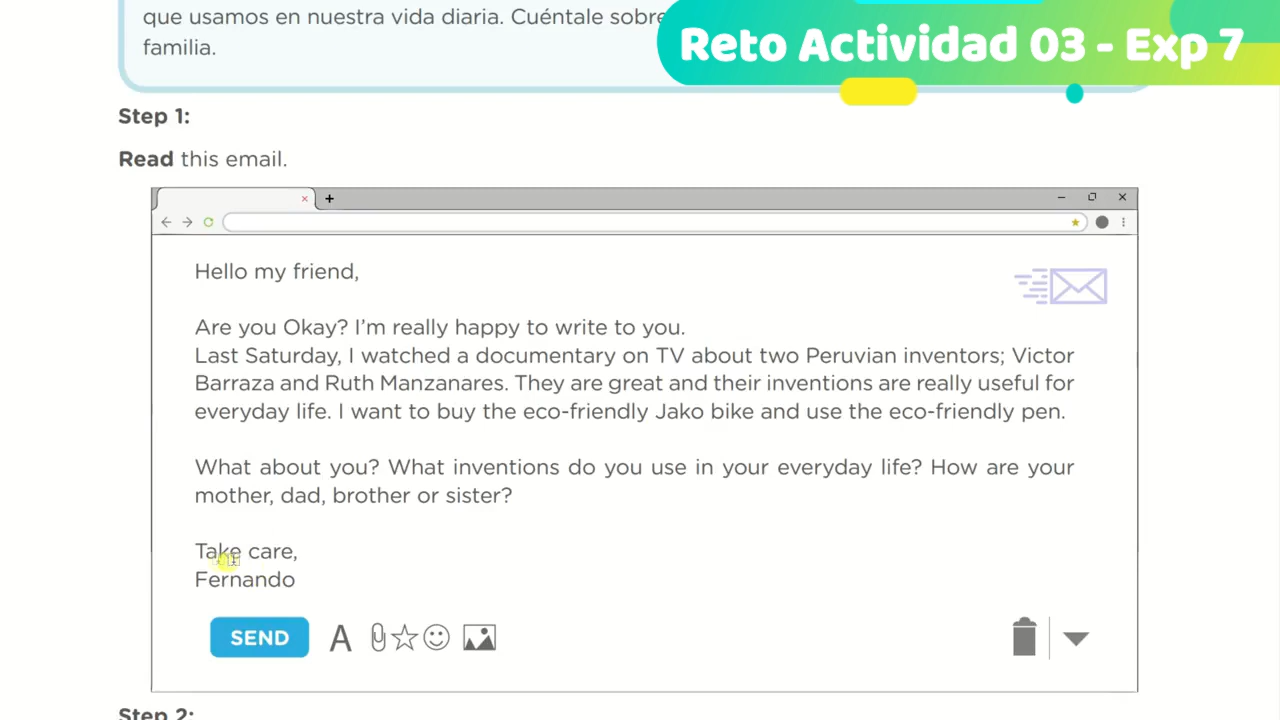 que usamos en nuestra vida diaria. Cuéntale sobre
familia.
Reto Actividad 03 - Exp 7
Step 1:
Read this email.
Hello my friend,
Are you Okay? I'm really happy to write to you.
Last Saturday, I watched a documentary on TV about two Peruvian inventors; Victor
Barraza and Ruth Manzanares. They are great and their inventions are really useful for
everyday life. I want to buy the eco-friendly Jako bike and use the eco-friendly pen.
What about you? What inventions do you use in your everyday life? How are your
mother, dad, brother or sister?
Take care,
Fernando
SEND A
Step 2: